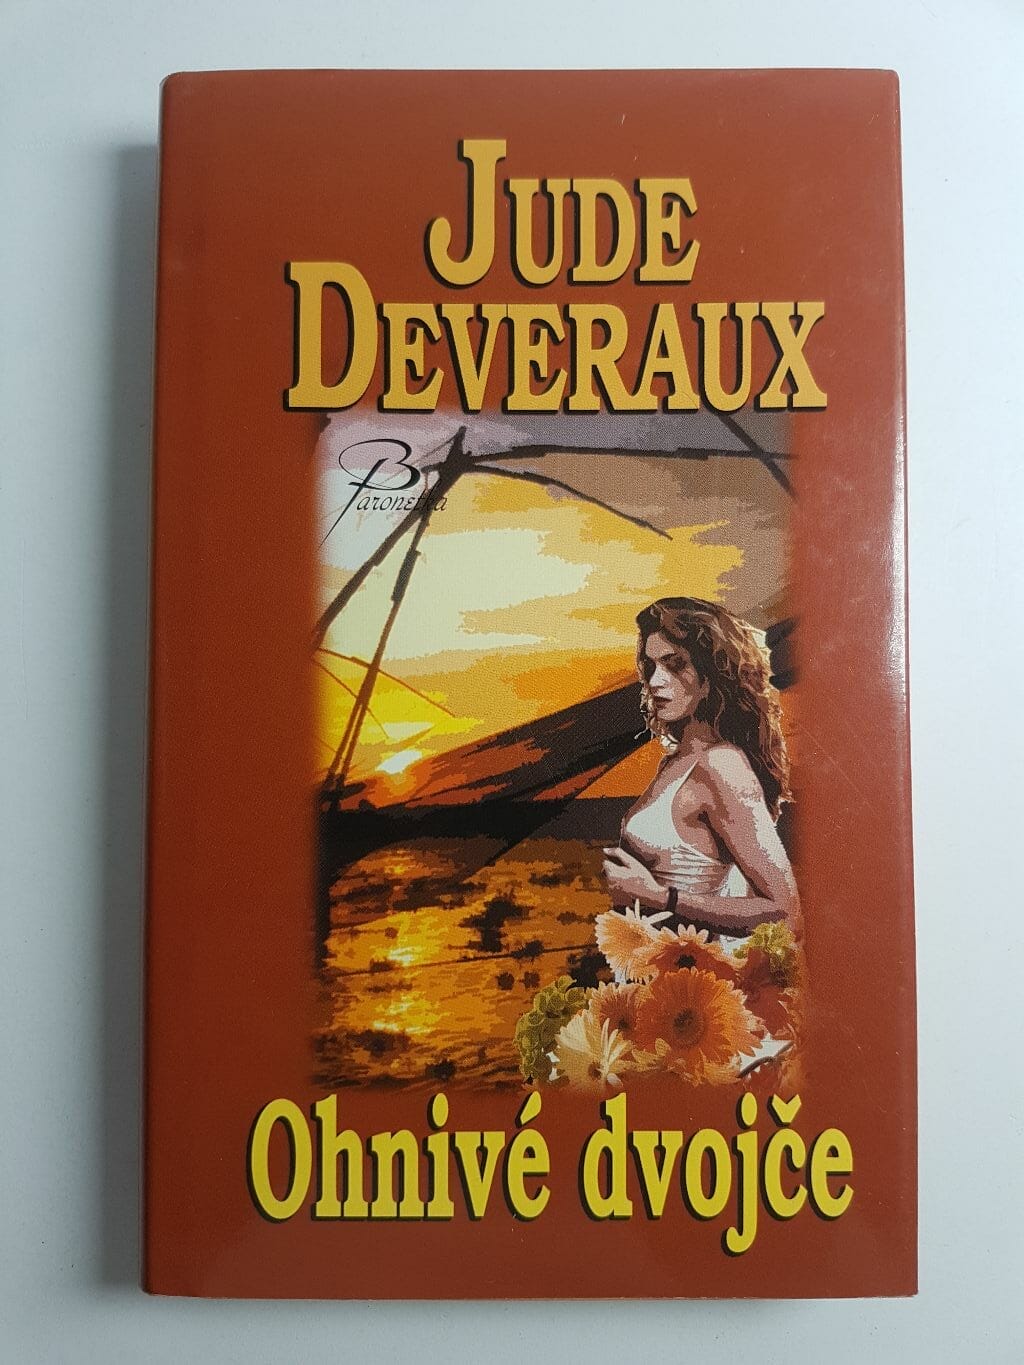 JUDE
DEVERAUX
Baronetka
Ohnivé dvojče